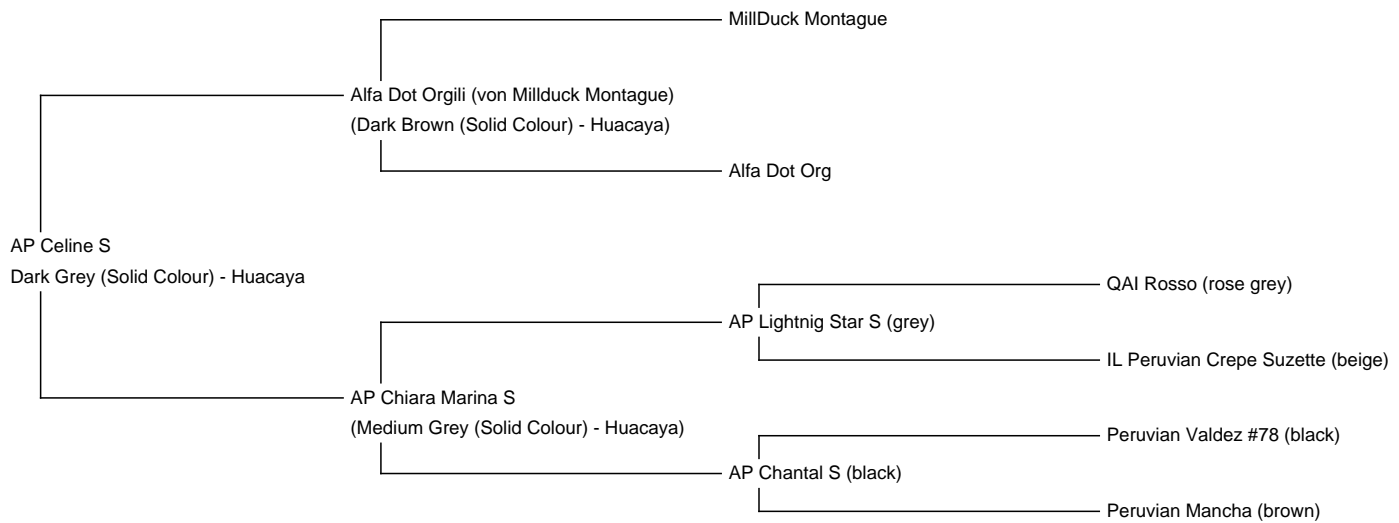 MillDuck Montague
Alfa Dot Orgili (von Millduck Montague)
(Dark Brown (Solid Colour) - Huacaya)
Alfa Dot Org
AP Celine S
Dark Grey (Solid Colour) - Huacaya
QAI Rosso (rose grey)
AP Lightnig Star S (grey)
IL Peruvian Crepe Suzette (beige)
AP Chiara Marina S
(Medium Grey (Solid Colour) - Huacaya)
Peruvian Valdez #78 (black)
AP Chantal S (black)
Peruvian Mancha (brown)